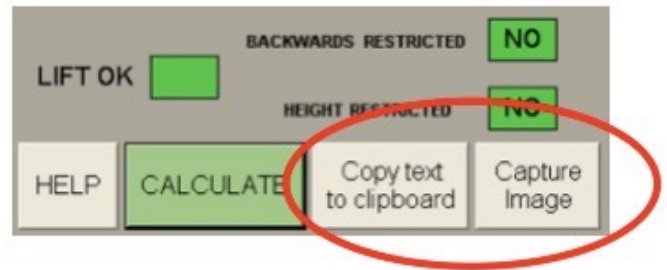 BACKWARDS RESTRICTED NO
LIFT OK
HEIGHT RESTRICTED NO
HELP CALCULATE Copy text to clipboard Capture Image